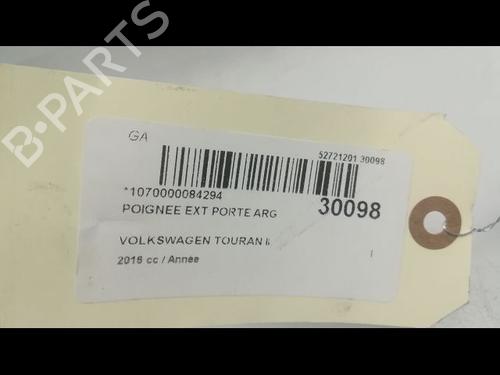 B-PARTS
GA
52721201 30098
*1070000084294
POIGNEE EXT PORTE ARG
30098
VOLKSWAGEN TOURAN II
2016 cc / Année